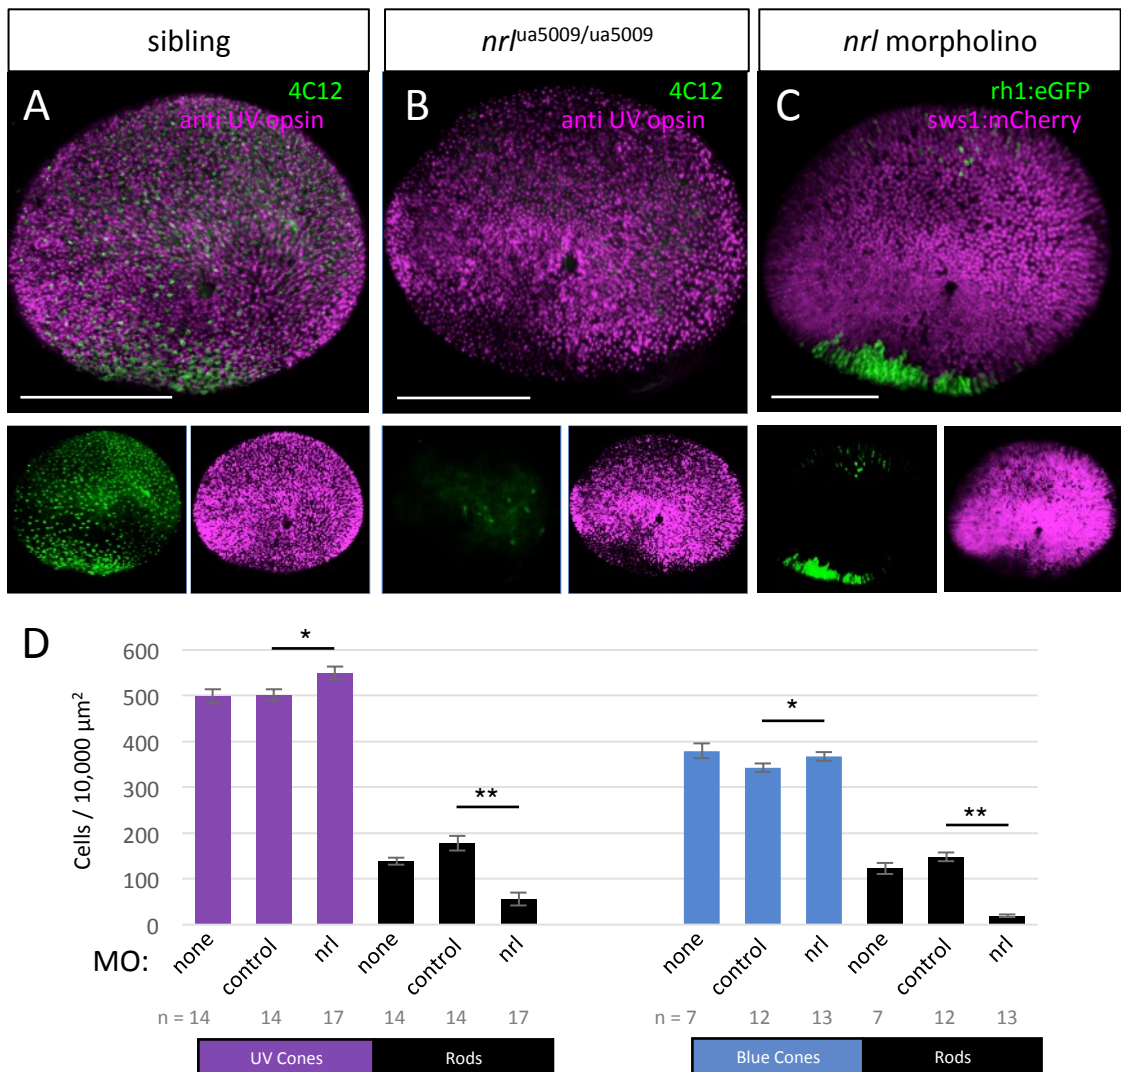 sibling
nrl ua5009/ua5009
nrl morpholino
A
4C12
anti UV opsin
B
4C12
anti UV opsin
C
rh1:eGFP
sws1:mCherry
D
Cells / 10,000 µm²
600
500
400
300
200
100
0
*
**
*
**
MO:
none
control
nrl
none
control
nrl
none
control
nrl
none
control
nrl
n = 14 14 17 14 14 17
n = 7 12 13 7 12 13
UV Cones
Rods
Blue Cones
Rods